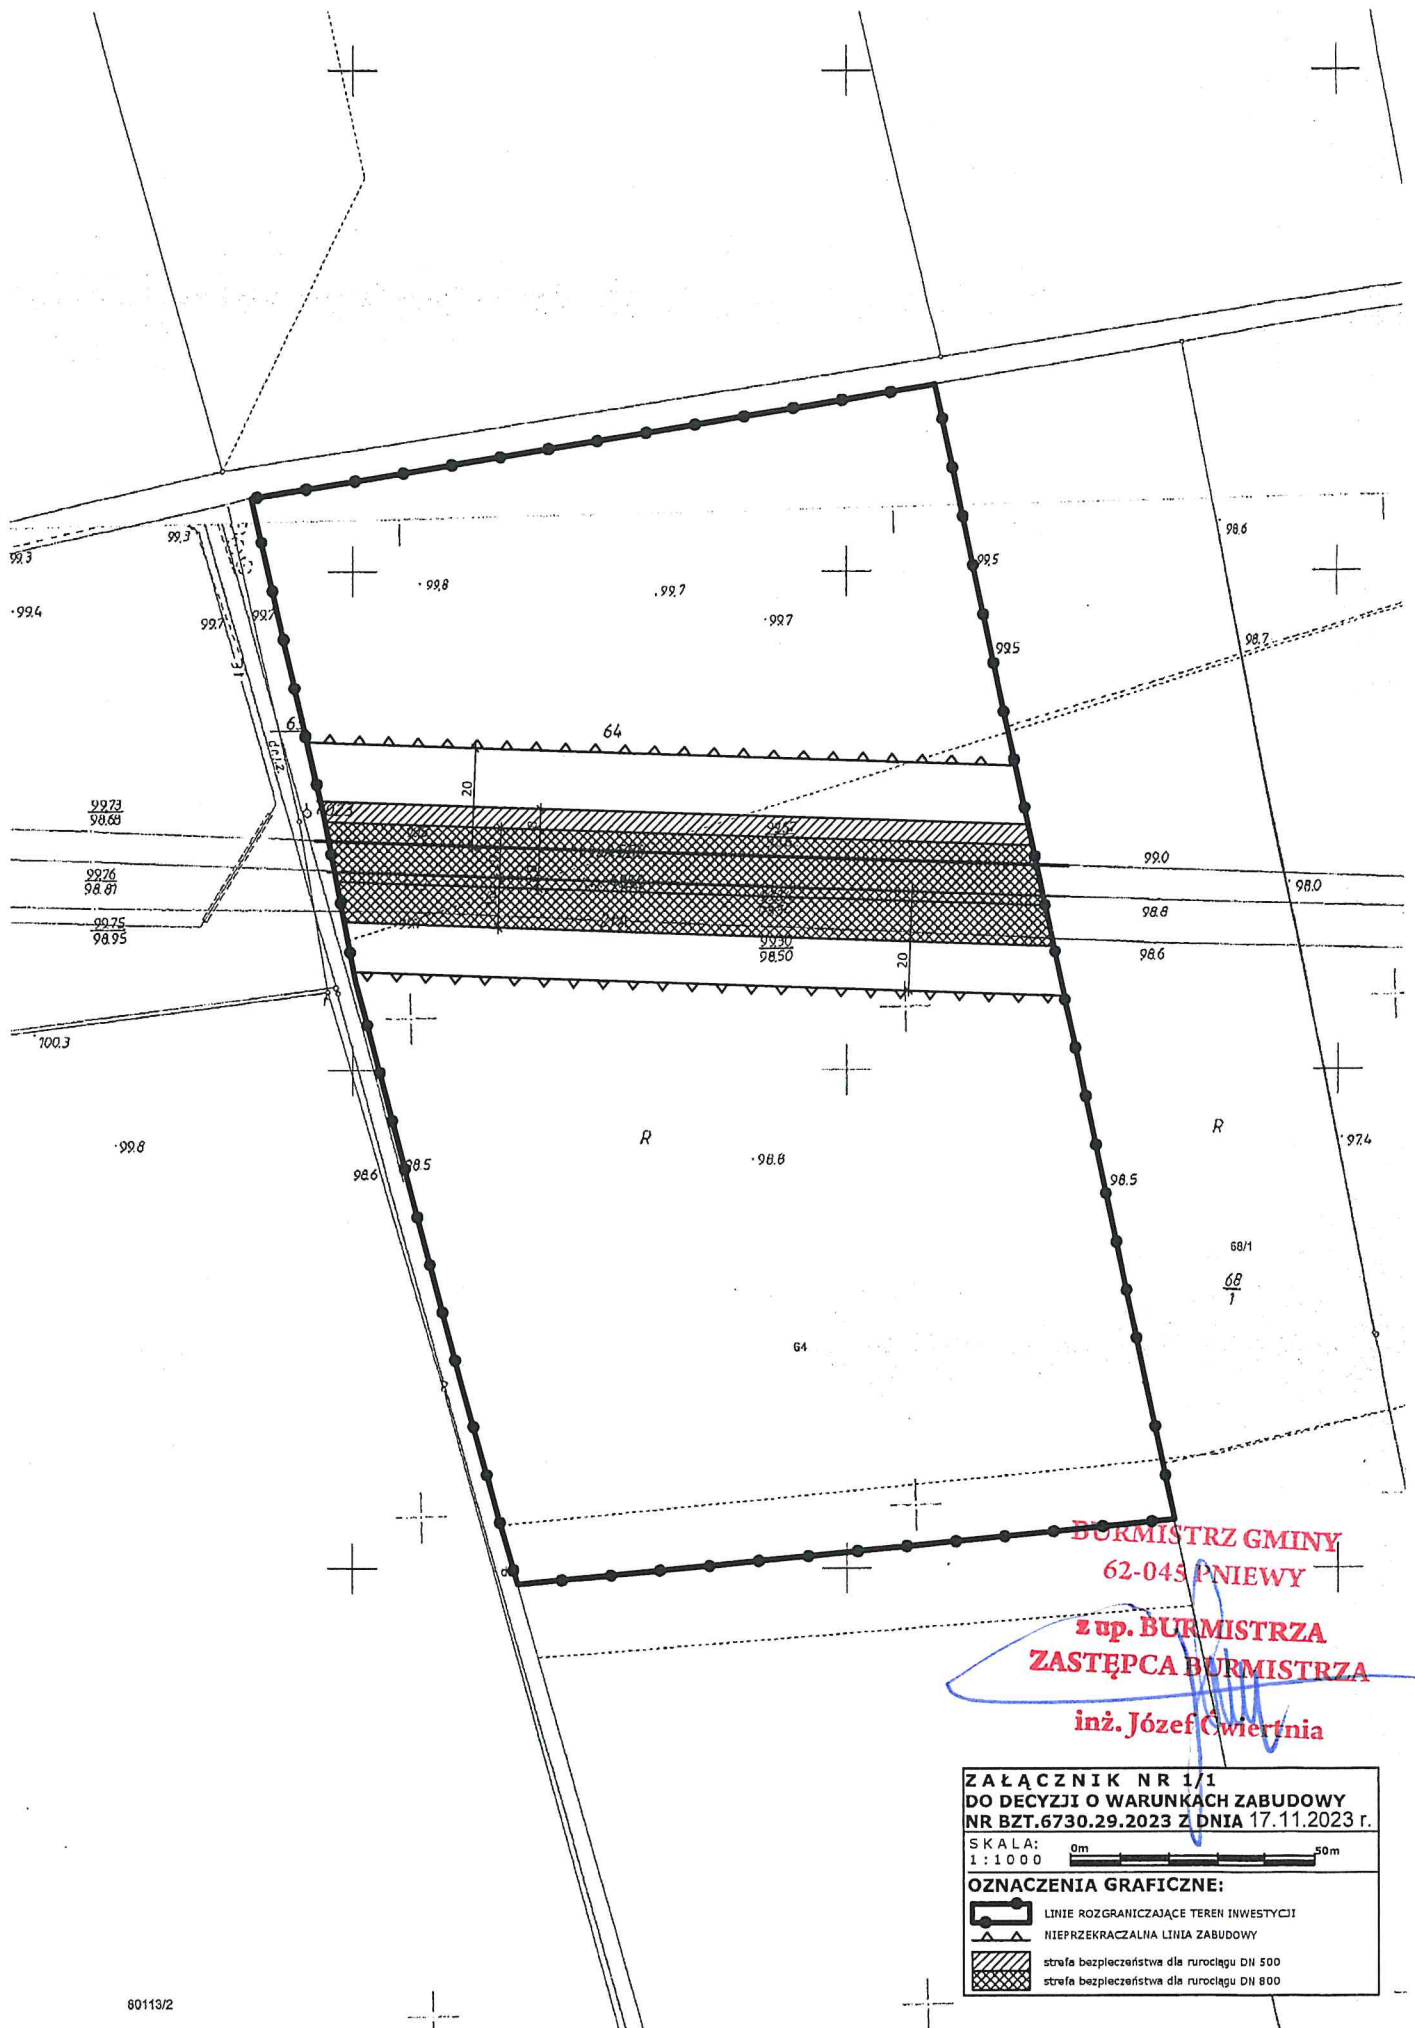 99.3
99.3
99.4
99.7
99.7
99.8
99.7
99.7
99.5
99.5
98.6
98.7
64
dr.l.z.
20
99.73
98.68
99.76
98.81
99.75
98.95
99.30
98.50
20
99.0
98.0
98.8
98.6
100.3
99.8
98.6
98.5
R
98.8
98.5
R
97.4
68/1
68
1
64
BURMISTRZ GMINY
62-045 PNIEWY
z up. BURMISTRZA
ZASTĘPCA BURMISTRZA
inż. Józef Ćwiertnia
ZAŁĄCZNIK NR 1/1
DO DECYZJI O WARUNKACH ZABUDOWY
NR BZT.6730.29.2023 Z DNIA 17.11.2023 r.
SKALA:
1:1000
0m 50m
OZNACZENIA GRAFICZNE:
LINIE ROZGRANICZAJĄCE TEREN INWESTYCJI
NIEPRZEKRACZALNA LINIA ZABUDOWY
strefa bezpieczeństwa dla rurociągu DN 500
strefa bezpieczeństwa dla rurociągu DN 800
80113/2